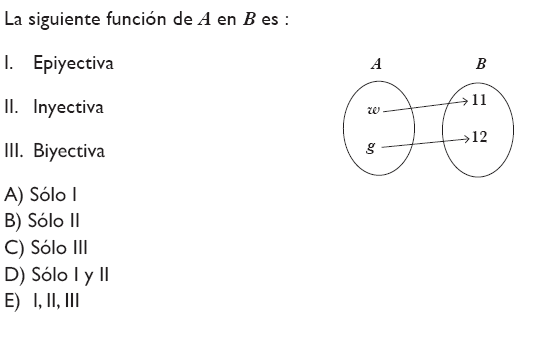 La siguiente función de A en B es :
I. Epiyectiva
II. Inyectiva
III. Biyectiva
A) Sólo I
B) Sólo II
C) Sólo III
D) Sólo I y II
E) I, II, III
A B
w 11
g 12